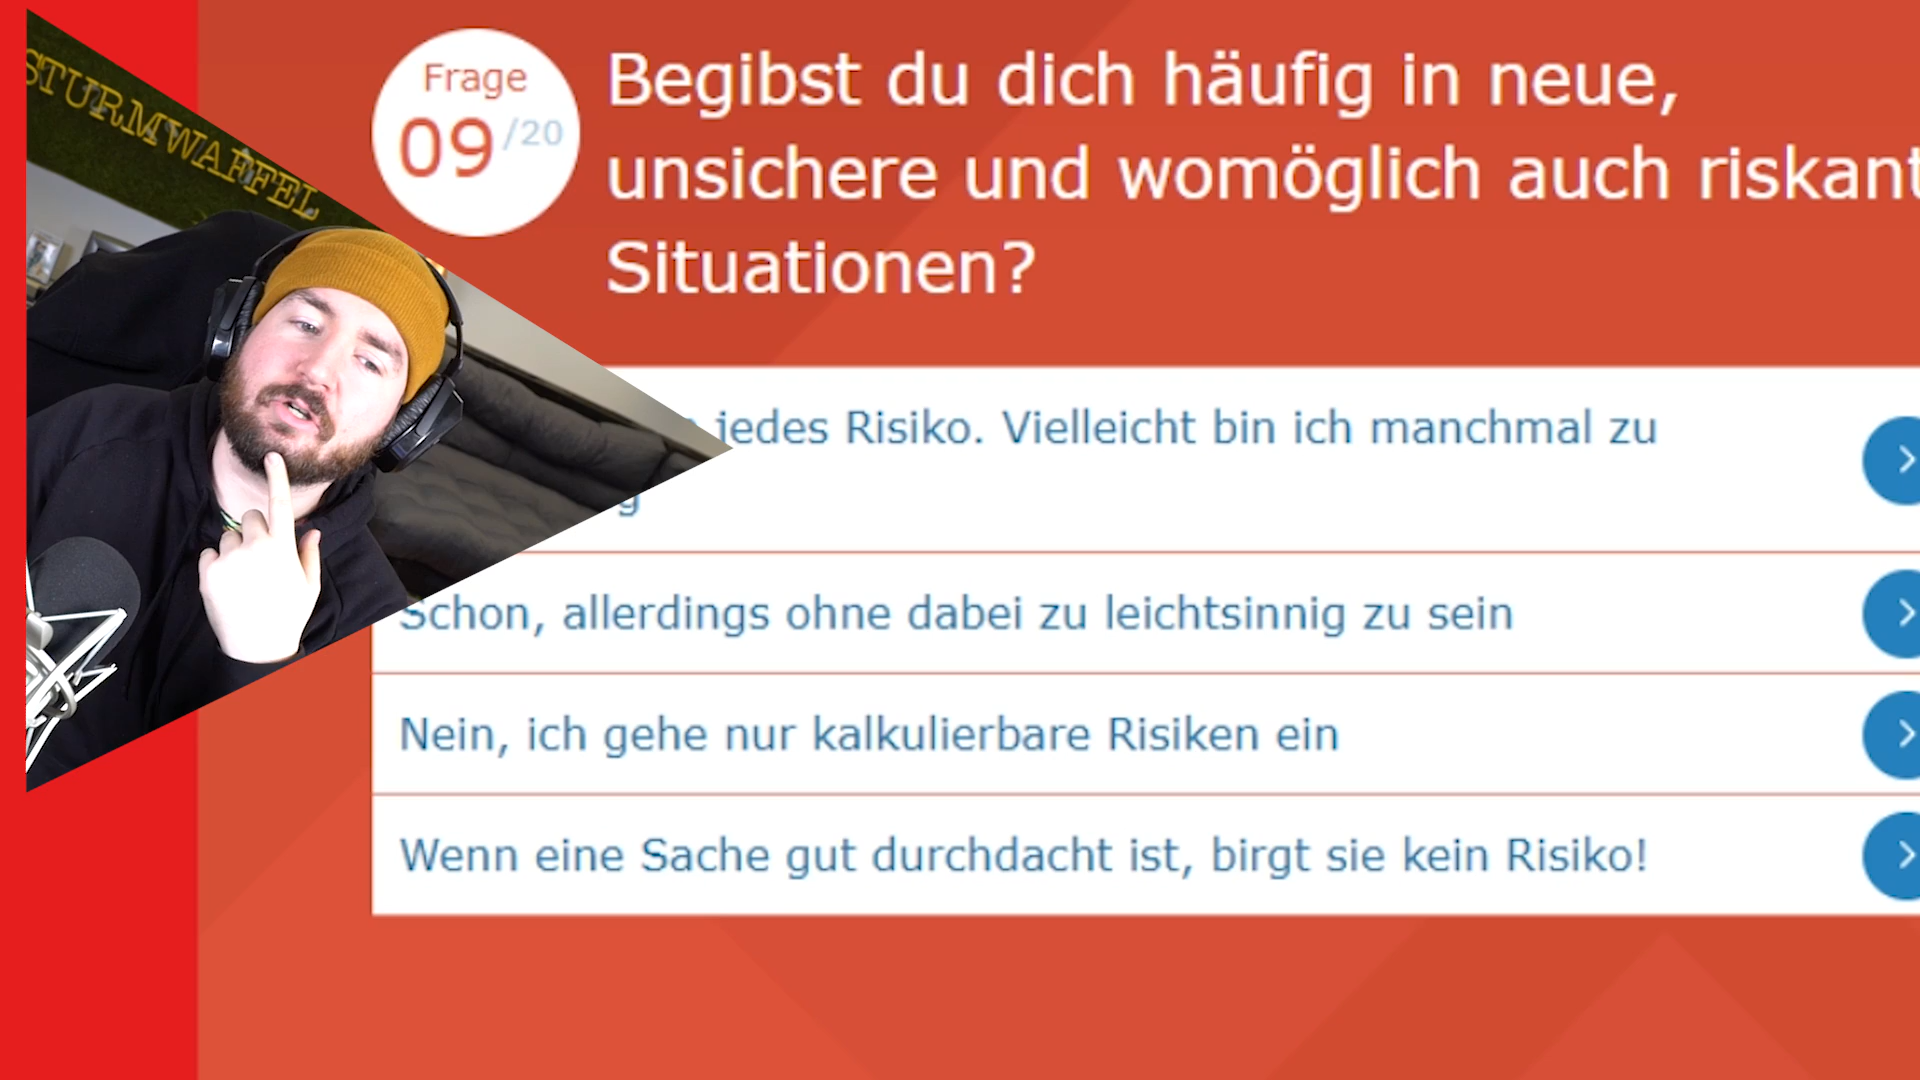 STURMWAFFEL
Frage
09/20
Begibst du dich häufig in neue,
unsichere und womöglich auch riskant
Situationen?
jedes Risiko. Vielleicht bin ich manchmal zu
g
Schon, allerdings ohne dabei zu leichtsinnig zu sein
Nein, ich gehe nur kalkulierbare Risiken ein
Wenn eine Sache gut durchdacht ist, birgt sie kein Risiko!